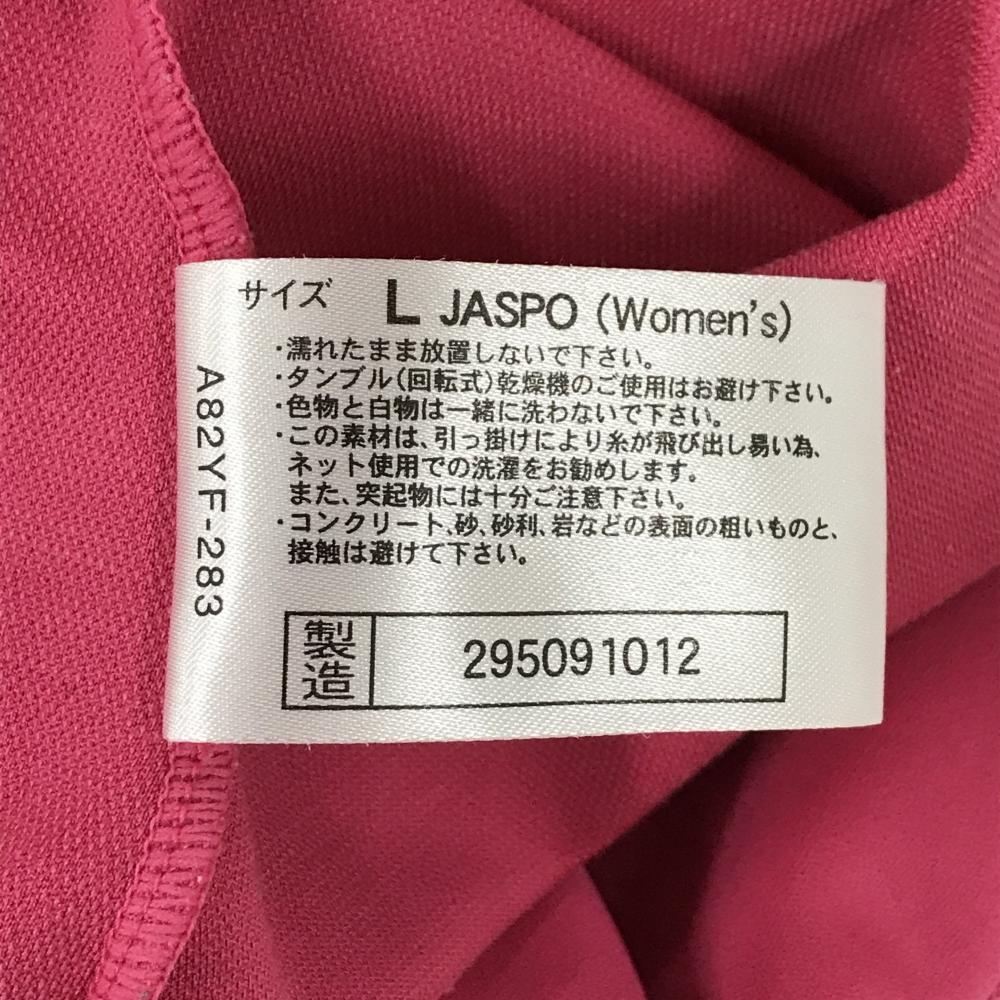 サイズ L JASPO (Women's)
・濡れたまま放置しないで下さい。
・タンブル(回転式)乾燥機のご使用はお避け下さい。
・色物と白物は一緒に洗わないで下さい。
・この素材は、引っ掛けにより糸が飛び出し易い為、
ネット使用での洗濯をお勧めします。
また、突起物には十分ご注意下さい。
・コンクリート、砂、砂利、岩などの表面の粗いものと、
接触は避けて下さい。
製造 295091012
A82YF-283